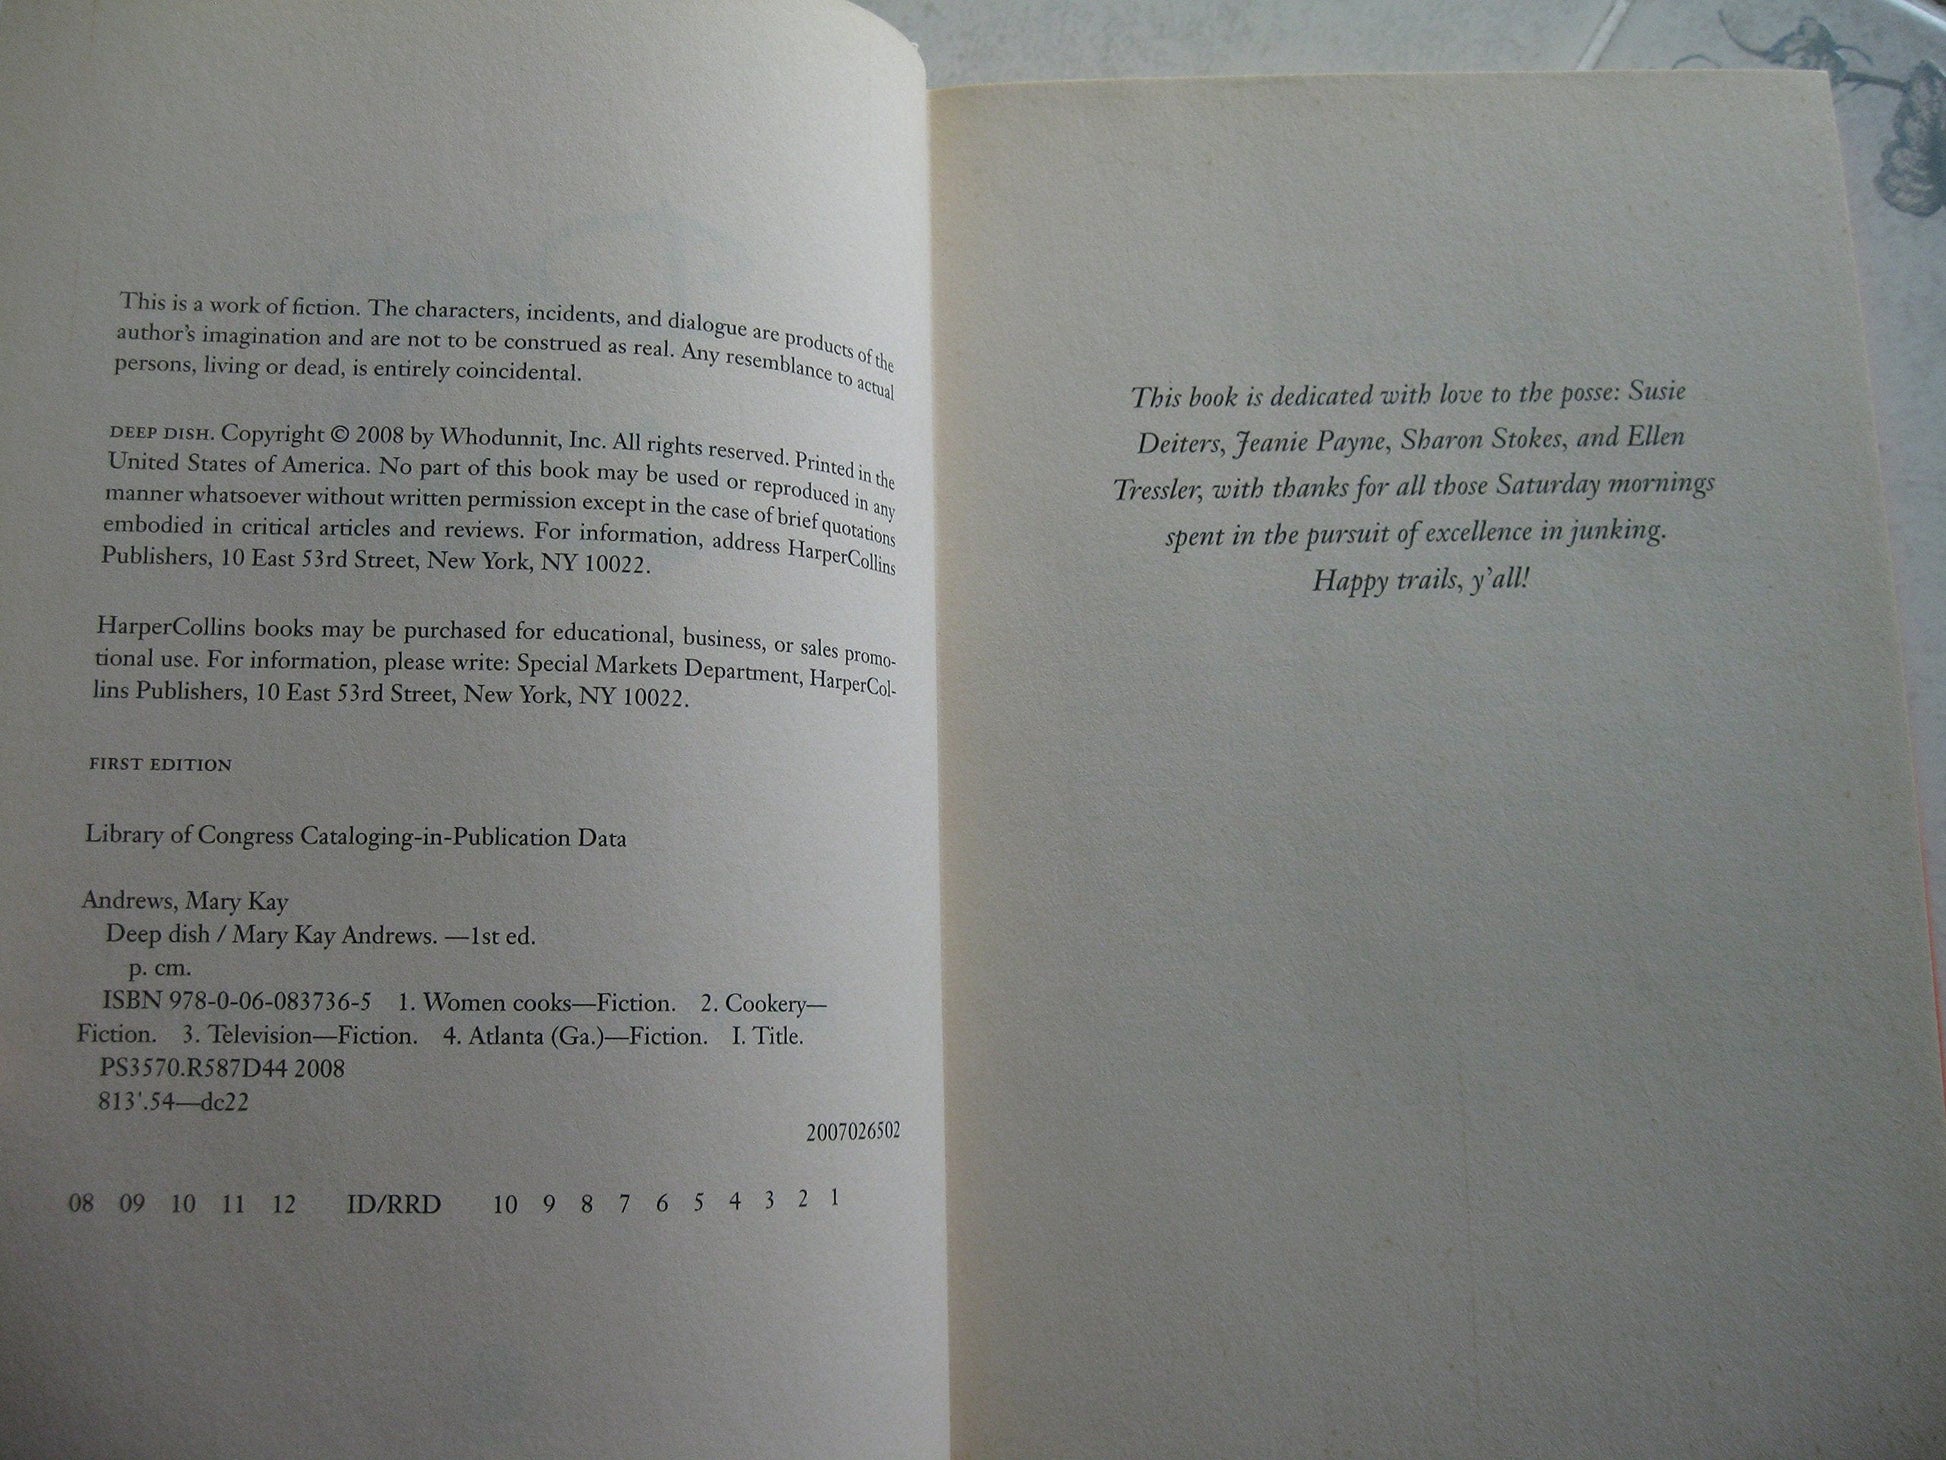 This is a work of fiction. The characters, incidents, and dialogue are products of the
author's imagination and are not to be construed as real. Any resemblance to actual
persons, living or dead, is entirely coincidental.
DEEP DISH. Copyright © 2008 by Whodunnit, Inc. All rights reserved. Printed in the
United States of America. No part of this book may be used or reproduced in any
manner whatsoever without written permission except in the case of brief quotations
embodied in critical articles and reviews. For information, address HarperCollins
Publishers, 10 East 53rd Street, New York, NY 10022.
HarperCollins books may be purchased for educational, business, or sales promo-
tional use. For information, please write: Special Markets Department, HarperCol-
lins Publishers, 10 East 53rd Street, New York, NY 10022.
FIRST EDITION
Library of Congress Cataloging-in-Publication Data
Andrews, Mary Kay
Deep dish / Mary Kay Andrews. —1st ed.
p. cm.
ISBN 978-0-06-083736-5 1. Women cooks—Fiction. 2. Cookery—
Fiction. 3. Television—Fiction. 4. Atlanta (Ga.)—Fiction. I. Title.
PS3570.R587D44 2008
813'.54—dc22
2007026502
08 09 10 11 12 ID/RRD 10 9 8 7 6 5 4 3 2 1
This book is dedicated with love to the posse: Susie
Deiters, Jeanie Payne, Sharon Stokes, and Ellen
Tressler, with thanks for all those Saturday mornings
spent in the pursuit of excellence in junking.
Happy trails, y'all!